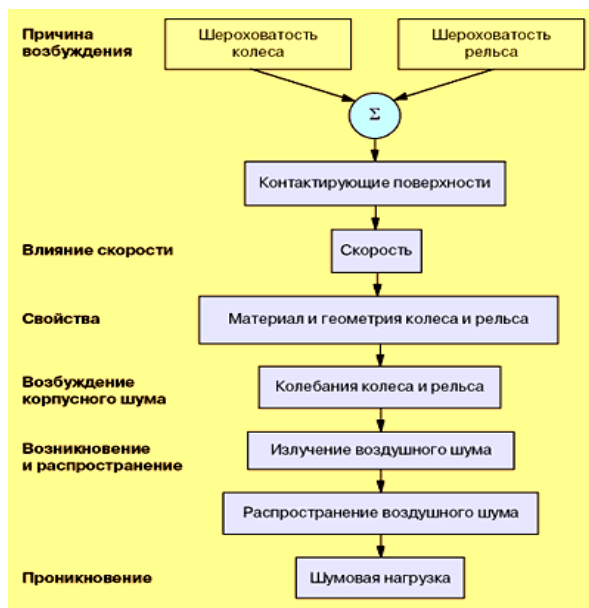 Причина
возбуждения
Шероховатость
колеса
Шероховатость
рельса
Σ
Контактирующие поверхности
Влияние скорости
Скорость
Свойства
Материал и геометрия колеса и рельса
Возбуждение
корпусного шума
Колебания колеса и рельса
Возникновение
и распространение
Излучение воздушного шума
Распространение воздушного шума
Проникновение
Шумовая нагрузка